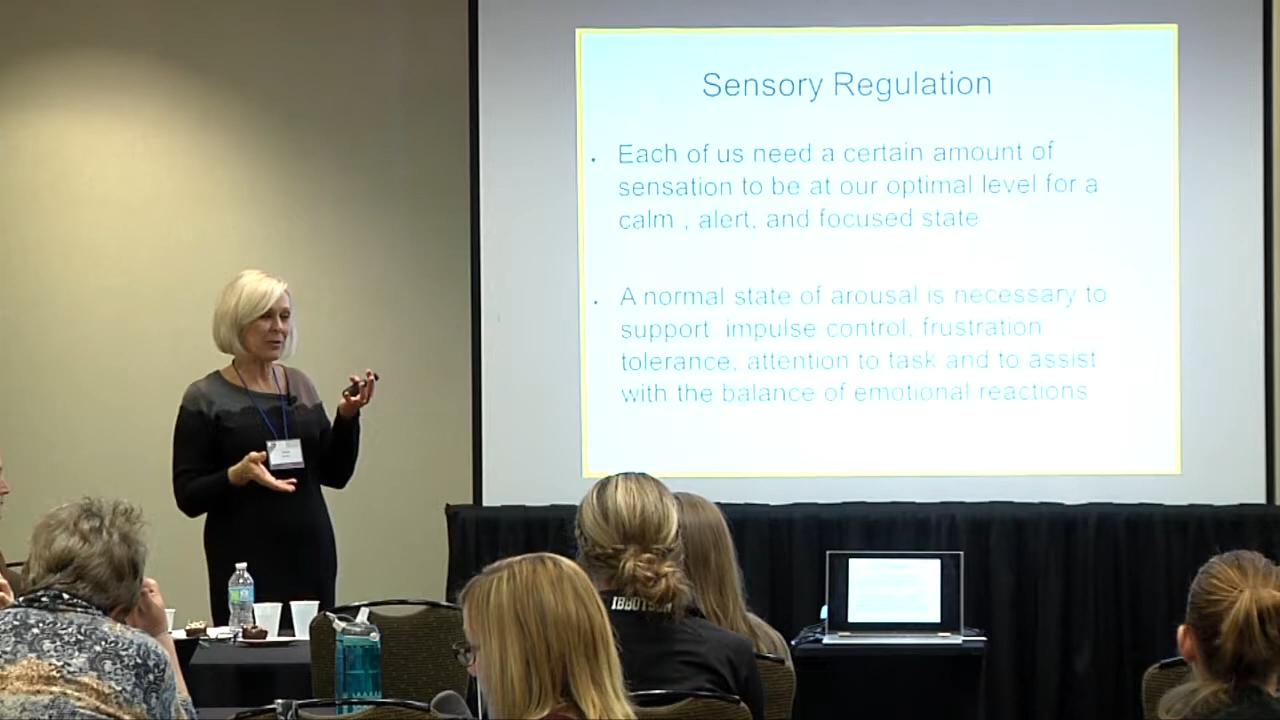 Sensory Regulation
. Each of us need a certain amount of
sensation to be at our optimal level for a
calm , alert, and focused state
. A normal state of arousal is necessary to
support impulse control, frustration
tolerance, attention to task and to assist
with the balance of emotional reactions
IBBOTSON